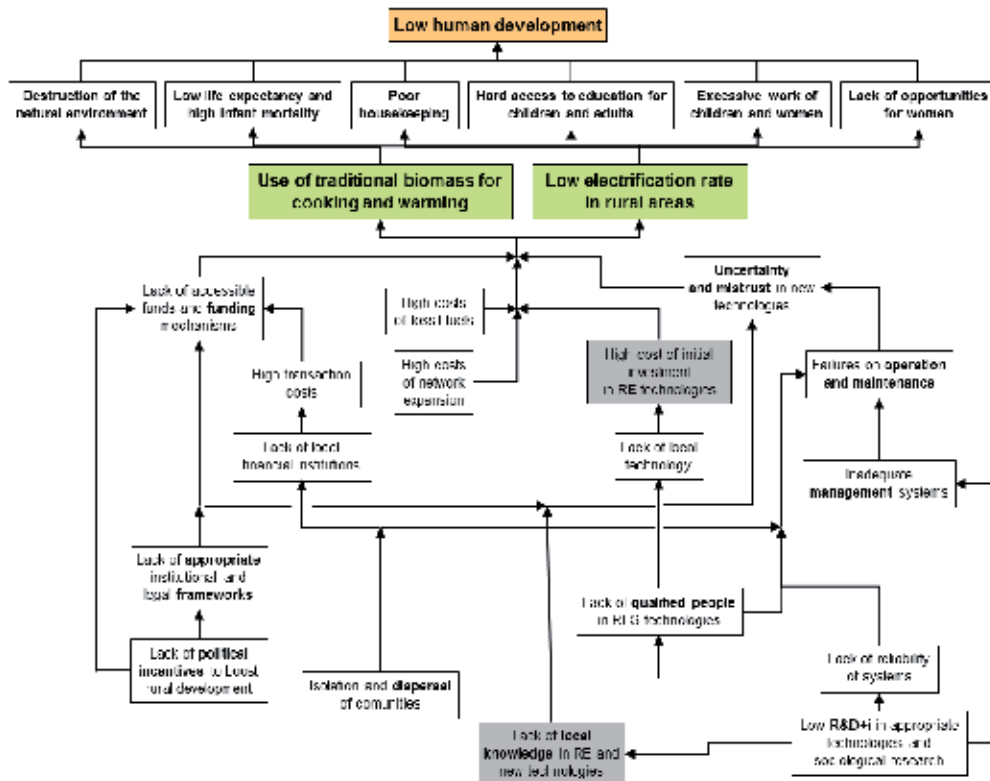 Low human development
Destruction of the
natural environment
Low life expectancy and
high infant mortality
Poor
housekeeping
Hard access to education for
children and adults
Excessive work of
children and women
Lack of opportunities
for women
Use of traditional biomass for
cooking and warming
Low electrification rate
in rural areas
Lack of accessible
funds and funding
mechanisms
High costs
of fossil fuels
Uncertainty
and mistrust in new
technologies
High transaction
costs
High costs
of network
expansion
High cost of initial
investment
in RE technologies
Failures on operation
and maintenance
Lack of local
financial institutions
Lack of local
technology
Inadequate
management systems
Lack of appropriate
institutional and
legal frameworks
Lack of qualified people
in technologies
Lack of political
incentives to boost
rural development
Isolation and dispersal
of comunities
Lack of reliability
of systems
Lack of local
knowledge in RE and
new technologies
Low R&D+i in appropriate
technologies and
sociological research